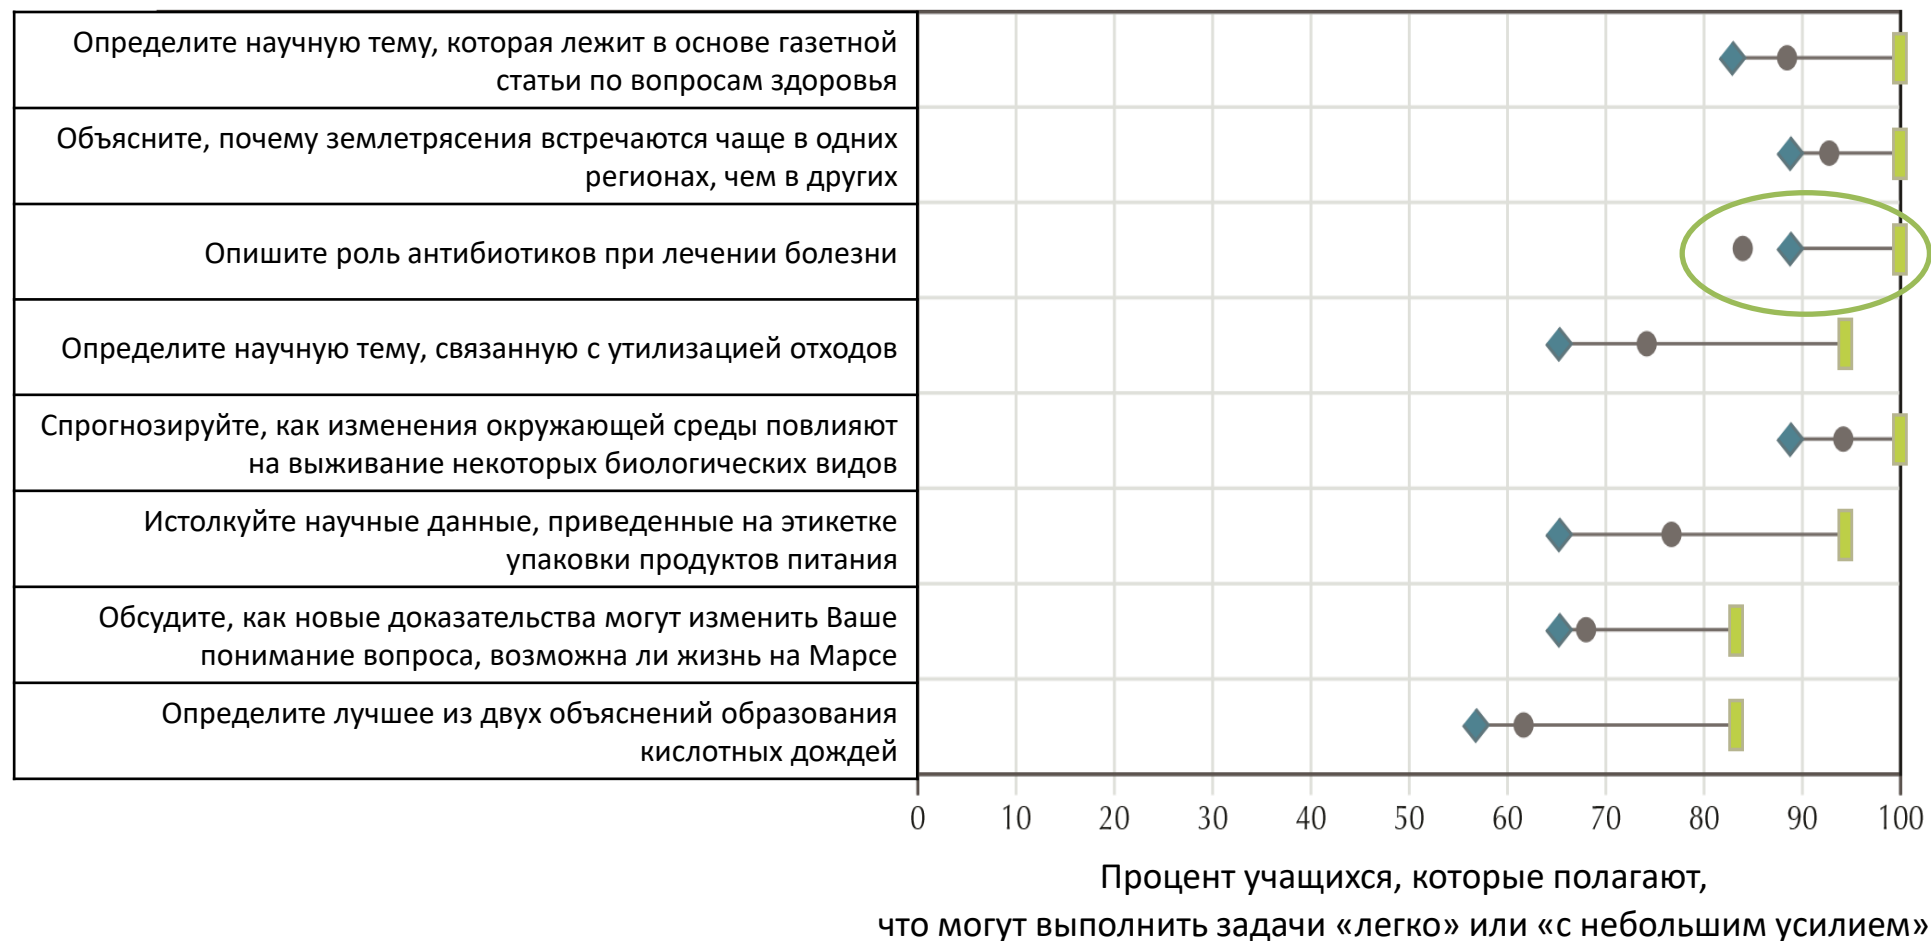 Определите научную тему, которая лежит в основе газетной
статьи по вопросам здоровья
Объясните, почему землетрясения встречаются чаще в одних
регионах, чем в других
Опишите роль антибиотиков при лечении болезни
Определите научную тему, связанную с утилизацией отходов
Спрогнозируйте, как изменения окружающей среды повлияют
на выживание некоторых биологических видов
Истолкуйте научные данные, приведенные на этикетке
упаковки продуктов питания
Обсудите, как новые доказательства могут изменить Ваше
понимание вопроса, возможна ли жизнь на Марсе
Определите лучшее из двух объяснений образования
кислотных дождей
0 10 20 30 40 50 60 70 80 90 100
Процент учащихся, которые полагают,
что могут выполнить задачи «легко» или «с небольшим усилием»